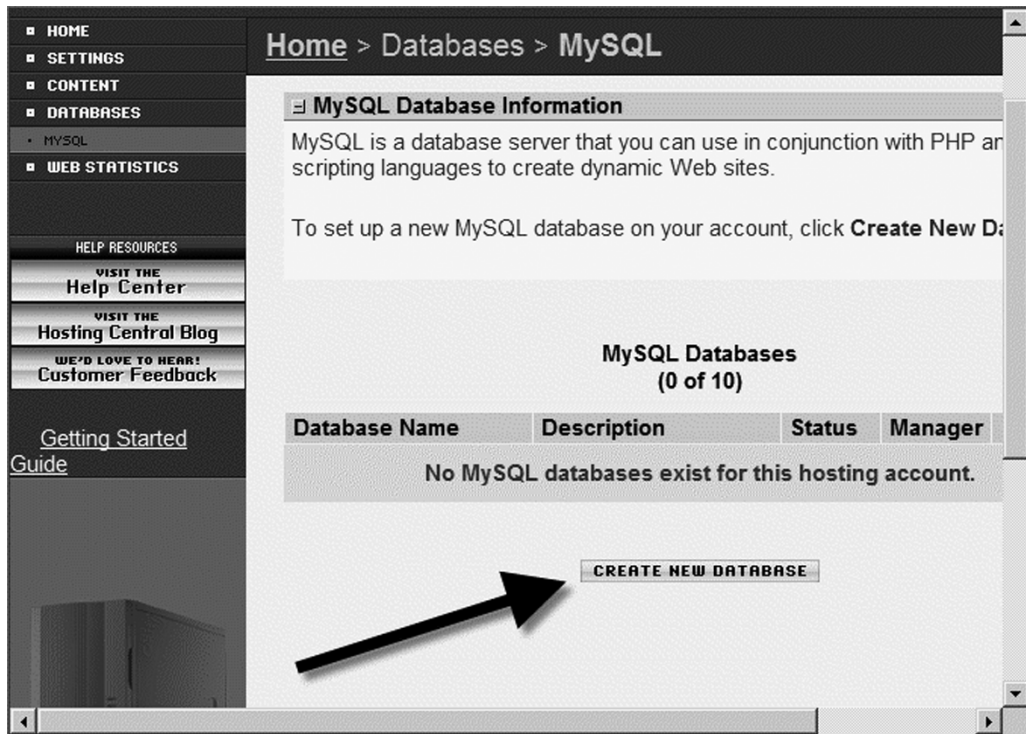 HOME
SETTINGS
CONTENT
DATABASES
MYSQL
WEB STATISTICS
HELP RESOURCES
VISIT THE
Help Center
VISIT THE
Hosting Central Blog
WE'D LOVE TO HEAR!
Customer Feedback
Getting Started
Guide
Home > Databases > MySQL
MySQL Database Information
MySQL is a database server that you can use in conjunction with PHP
scripting languages to create dynamic Web sites.
To set up a new MySQL database on your account, click Create New
MySQL Databases
(0 of 10)
Database Name Description Status Manager
No MySQL databases exist for this hosting account.
CREATE NEW DATABASE